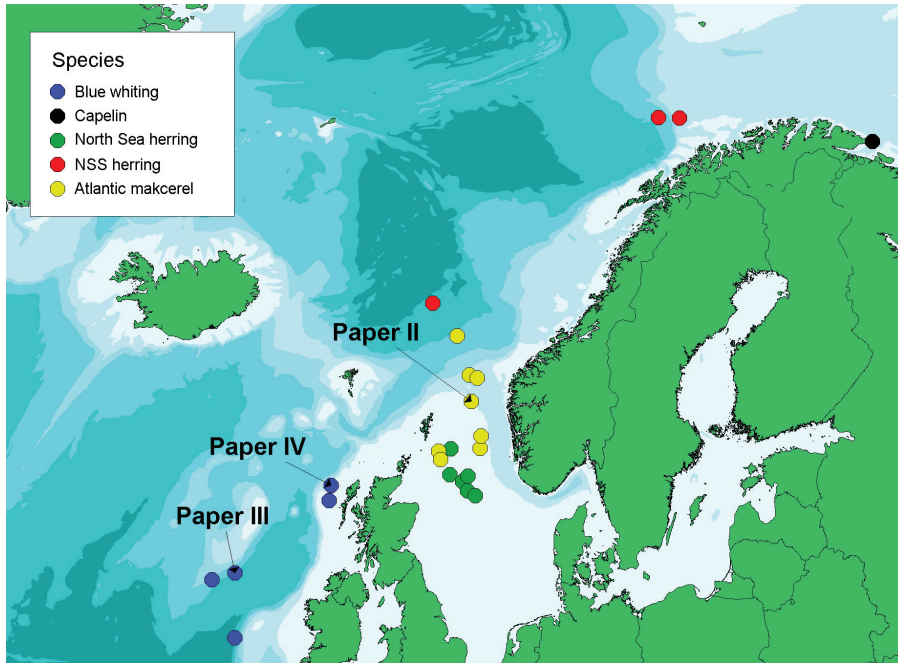 Species
Blue whiting
Capelin
North Sea herring
NSS herring
Atlantic makcerel
Paper II
Paper IV
Paper III